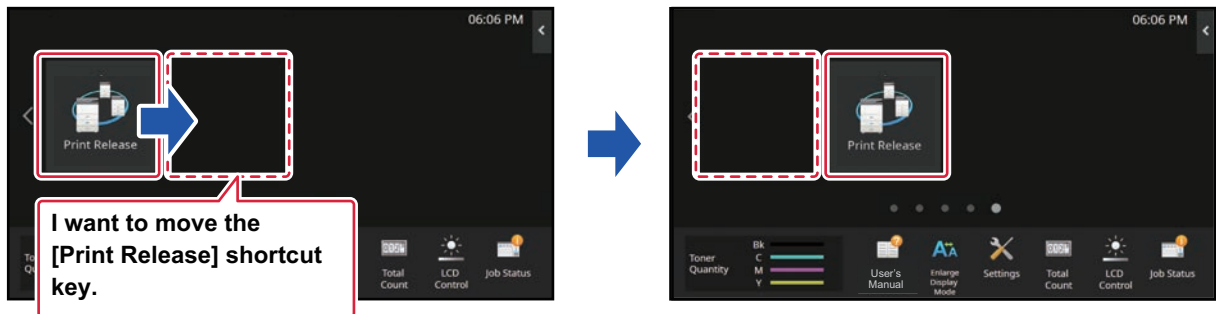 06:06 PM
Print Release
I want to move the
[Print Release] shortcut
key.
Total
Count
LCD
Control
Job Status
06:06 PM
Print Release
Toner
Quantity
Bk
C
M
Y
User's
Manual
Enlarge
Display
Mode
Settings
Total
Count
LCD
Control
Job Status